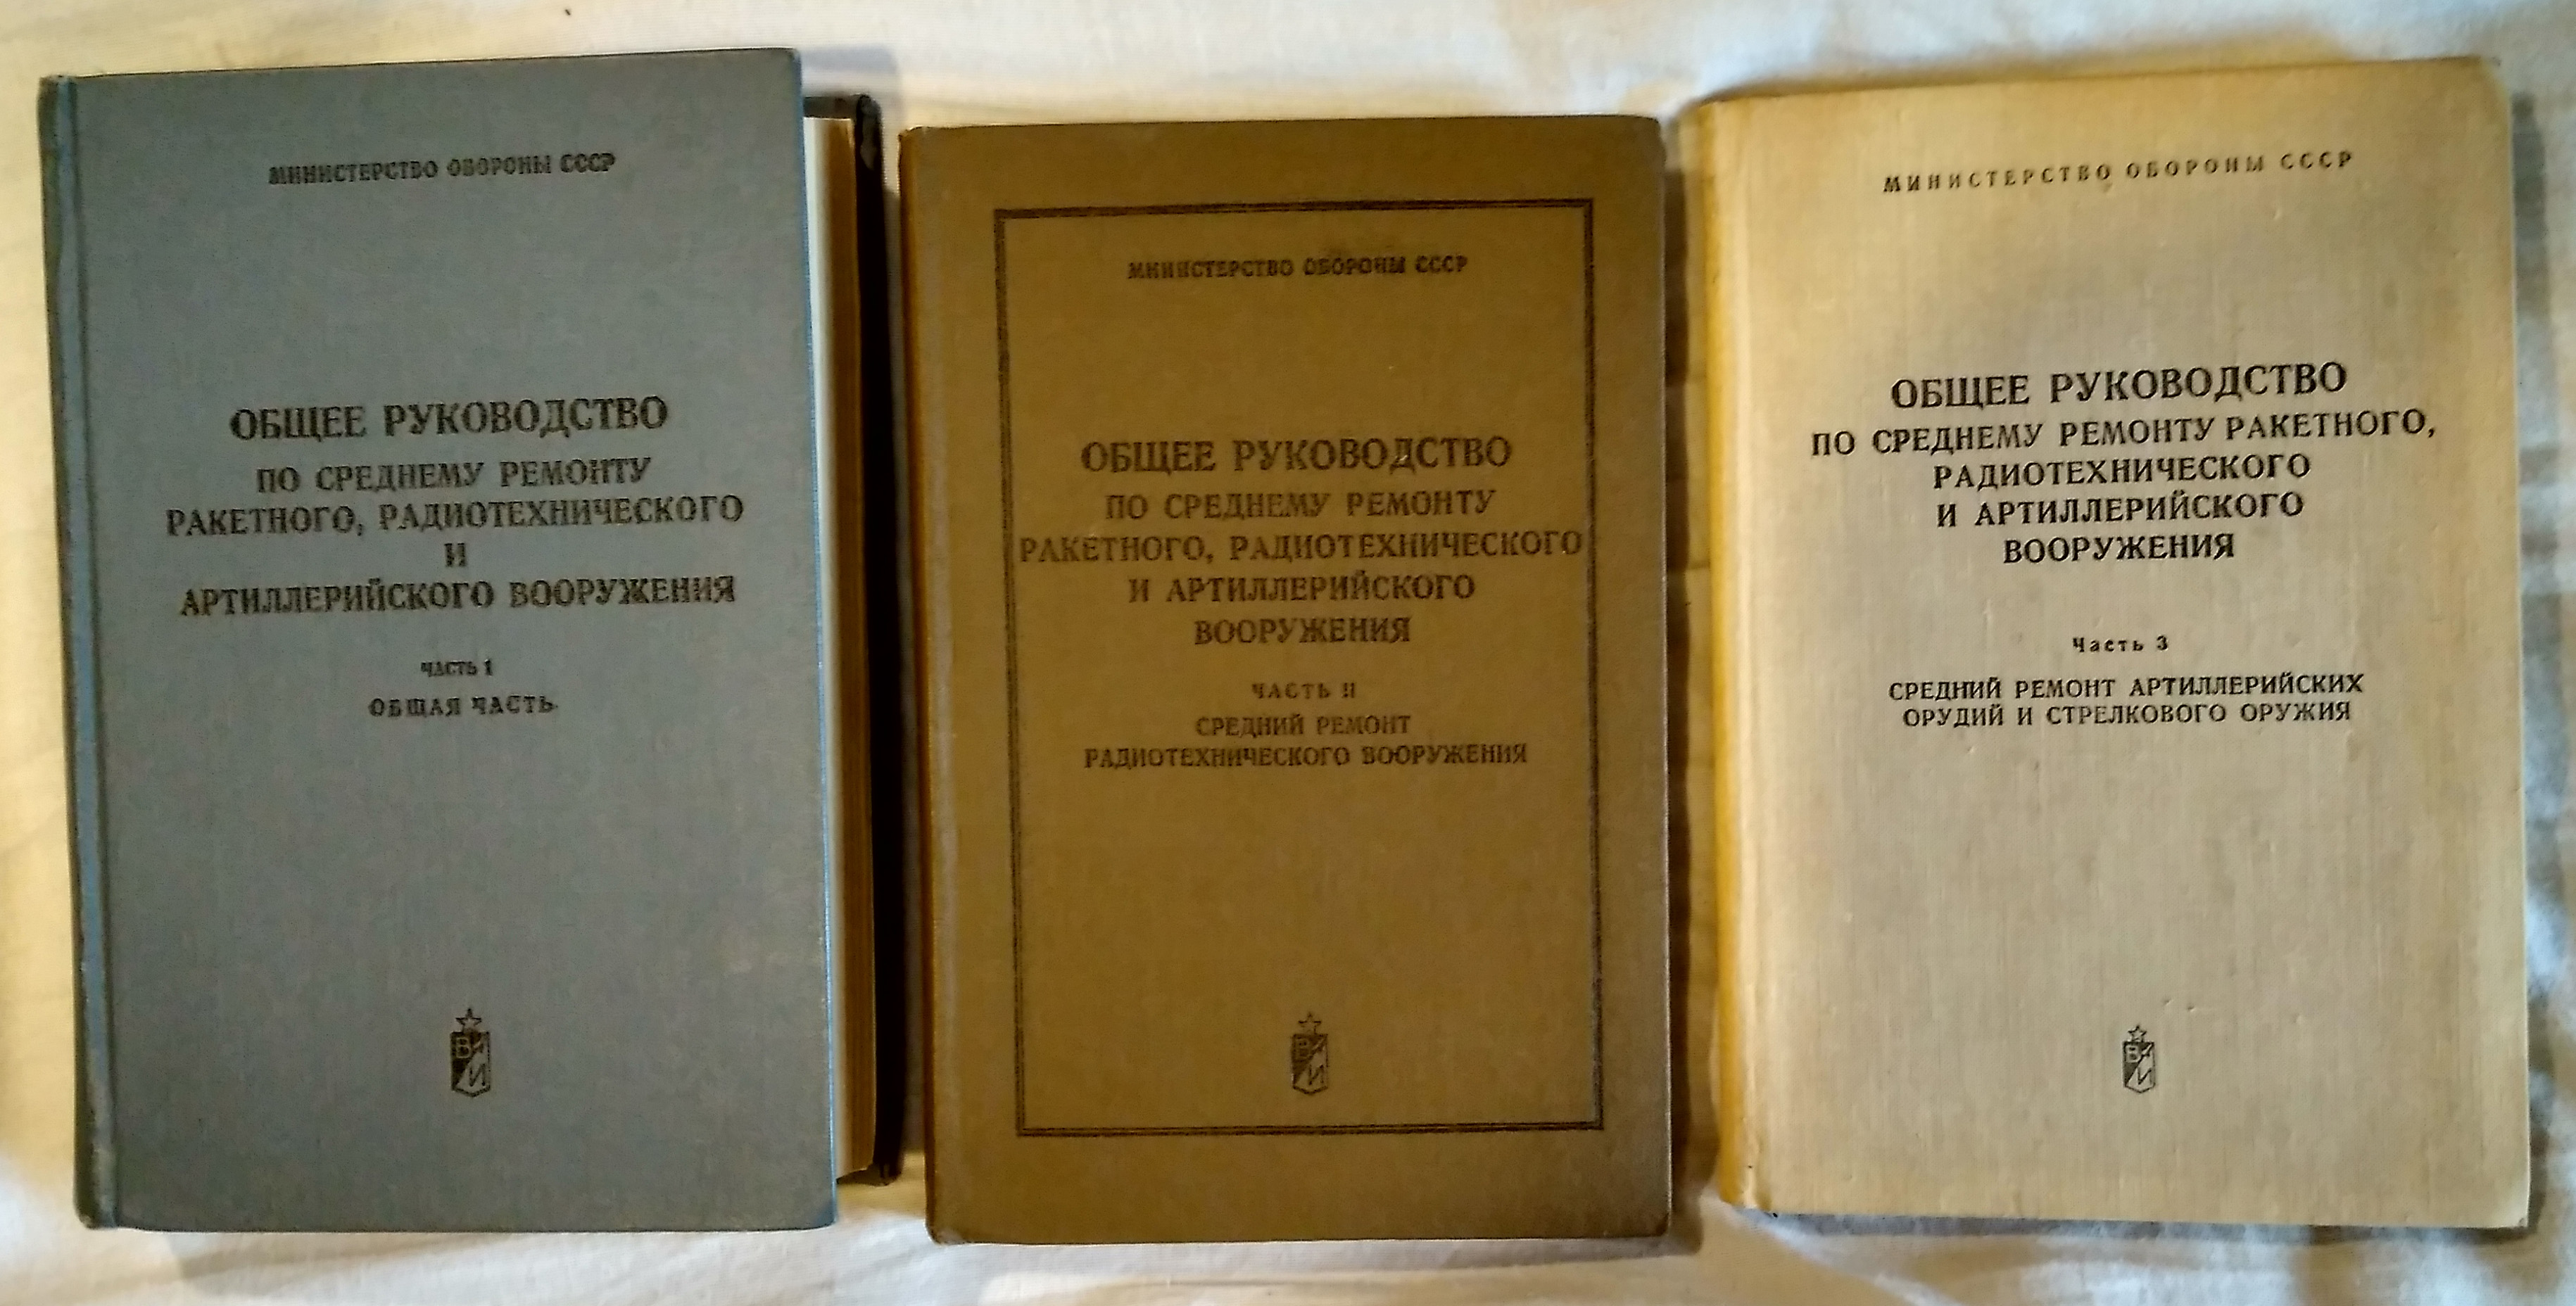 МИНИСТЕРСТВО ОБОРОНЫ СССР
ОБЩЕЕ РУКОВОДСТВО
ПО СРЕДНЕМУ РЕМОНТУ
РАКЕТНОГО, РАДИОТЕХНИЧЕСКОГО
И
АРТИЛЛЕРИЙСКОГО ВООРУЖЕНИЯ
ЧАСТЬ 1
ОБЩАЯ ЧАСТЬ
ВИ
МИНИСТЕРСТВО ОБОРОНЫ СССР
ОБЩЕЕ РУКОВОДСТВО
ПО СРЕДНЕМУ РЕМОНТУ
РАКЕТНОГО, РАДИОТЕХНИЧЕСКОГО
И АРТИЛЛЕРИЙСКОГО
ВООРУЖЕНИЯ
ЧАСТЬ II
СРЕДНИЙ РЕМОНТ
РАДИОТЕХНИЧЕСКОГО ВООРУЖЕНИЯ
ВИ
МИНИСТЕРСТВО ОБОРОНЫ СССР
ОБЩЕЕ РУКОВОДСТВО
ПО СРЕДНЕМУ РЕМОНТУ РАКЕТНОГО,
РАДИОТЕХНИЧЕСКОГО
И АРТИЛЛЕРИЙСКОГО
ВООРУЖЕНИЯ
Часть 3
СРЕДНИЙ РЕМОНТ АРТИЛЛЕРИЙСКИХ
ОРУДИЙ И СТРЕЛКОВОГО ОРУЖИЯ
ВИ